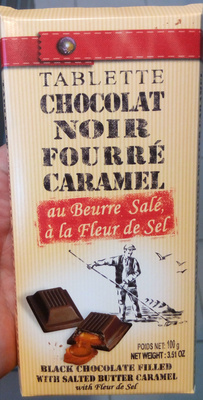 TABLETTE
CHOCOLAT
NOIR
FOURRÉ
CARAMEL
au Beurre Salé,
à la Fleur de Sel
POIDS NET: 100 g
NET WEIGHT: 3.51 OZ
BLACK CHOCOLATE FILLED
WITH SALTED BUTTER CARAMEL
with Fleur de Sel